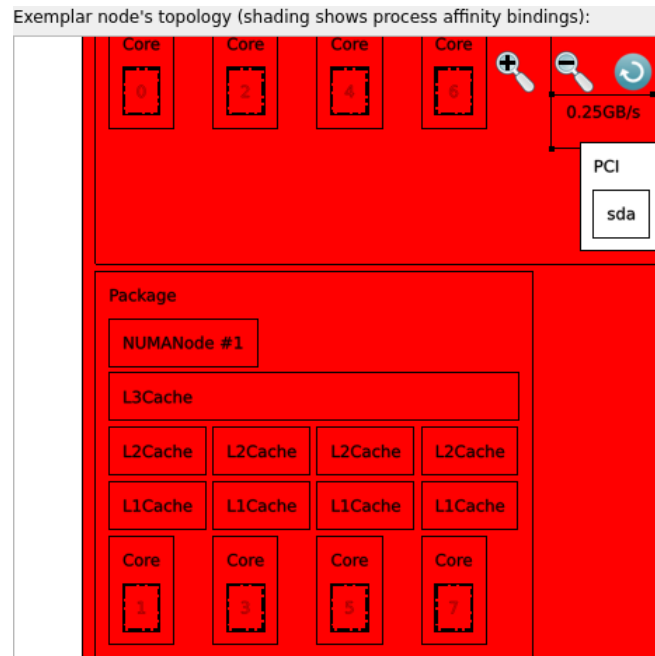 Exemplar node's topology (shading shows process affinity bindings):
Core Core Core Core
0 2 4 6
0.25GB/s
PCI
sda
Package
NUMANode #1
L3Cache
L2Cache L2Cache L2Cache L2Cache
L1Cache L1Cache L1Cache L1Cache
Core Core Core Core
1 3 5 7